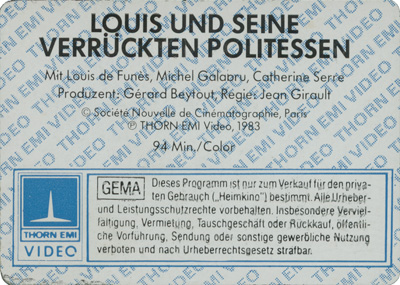 LOUIS UND SEINE
VERRÜCKTEN POLITESSEN
Mit Louis de Funès, Michel Galabru, Catherine Serre
Produzent: Gérard Beytout, Regie: Jean Girault
© Société Nouvelle de Cinématographie, Paris
℗ THORN EMI Video, 1983
94 Min./Color
GEMA
Dieses Programm ist nur zum Verkauf für den priva-
ten Gebrauch („Heimkino") bestimmt. Alle Urheber-
und Leistungsschutzrechte vorbehalten. Insbesondere Verviel-
fältigung, Vermietung, Tauschgeschäft oder Rückkauf, öffentli-
che Vorführung, Sendung oder sonstige gewerbliche Nutzung
verboten und nach Urheberrechtsgesetz strafbar.
THORN EMI
VIDEO